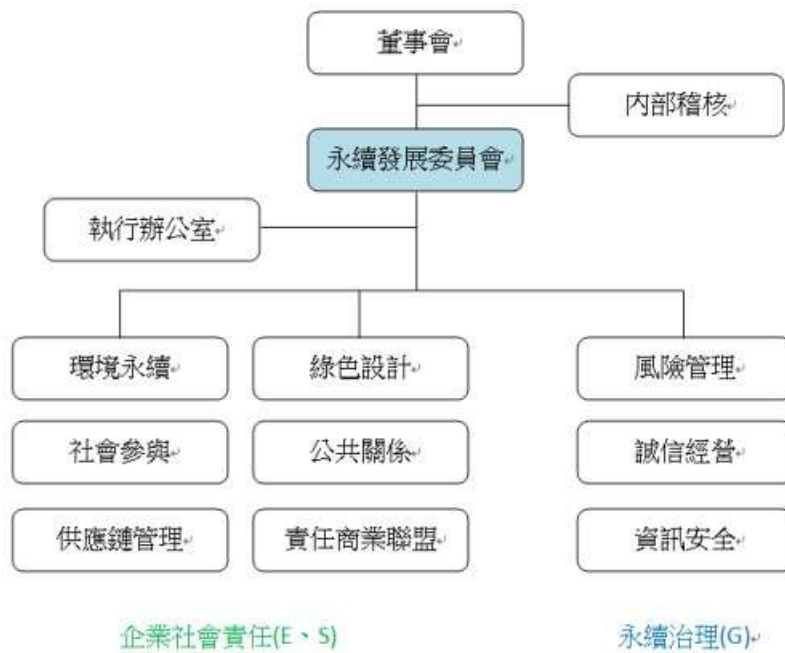 董事會
內部稽核
永續發展委員會
執行辦公室
環境永續
綠色設計
風險管理
社會參與
公共關係
誠信經營
供應鏈管理
責任商業聯盟
資訊安全
企業社會責任(E、S)
永續治理(G)